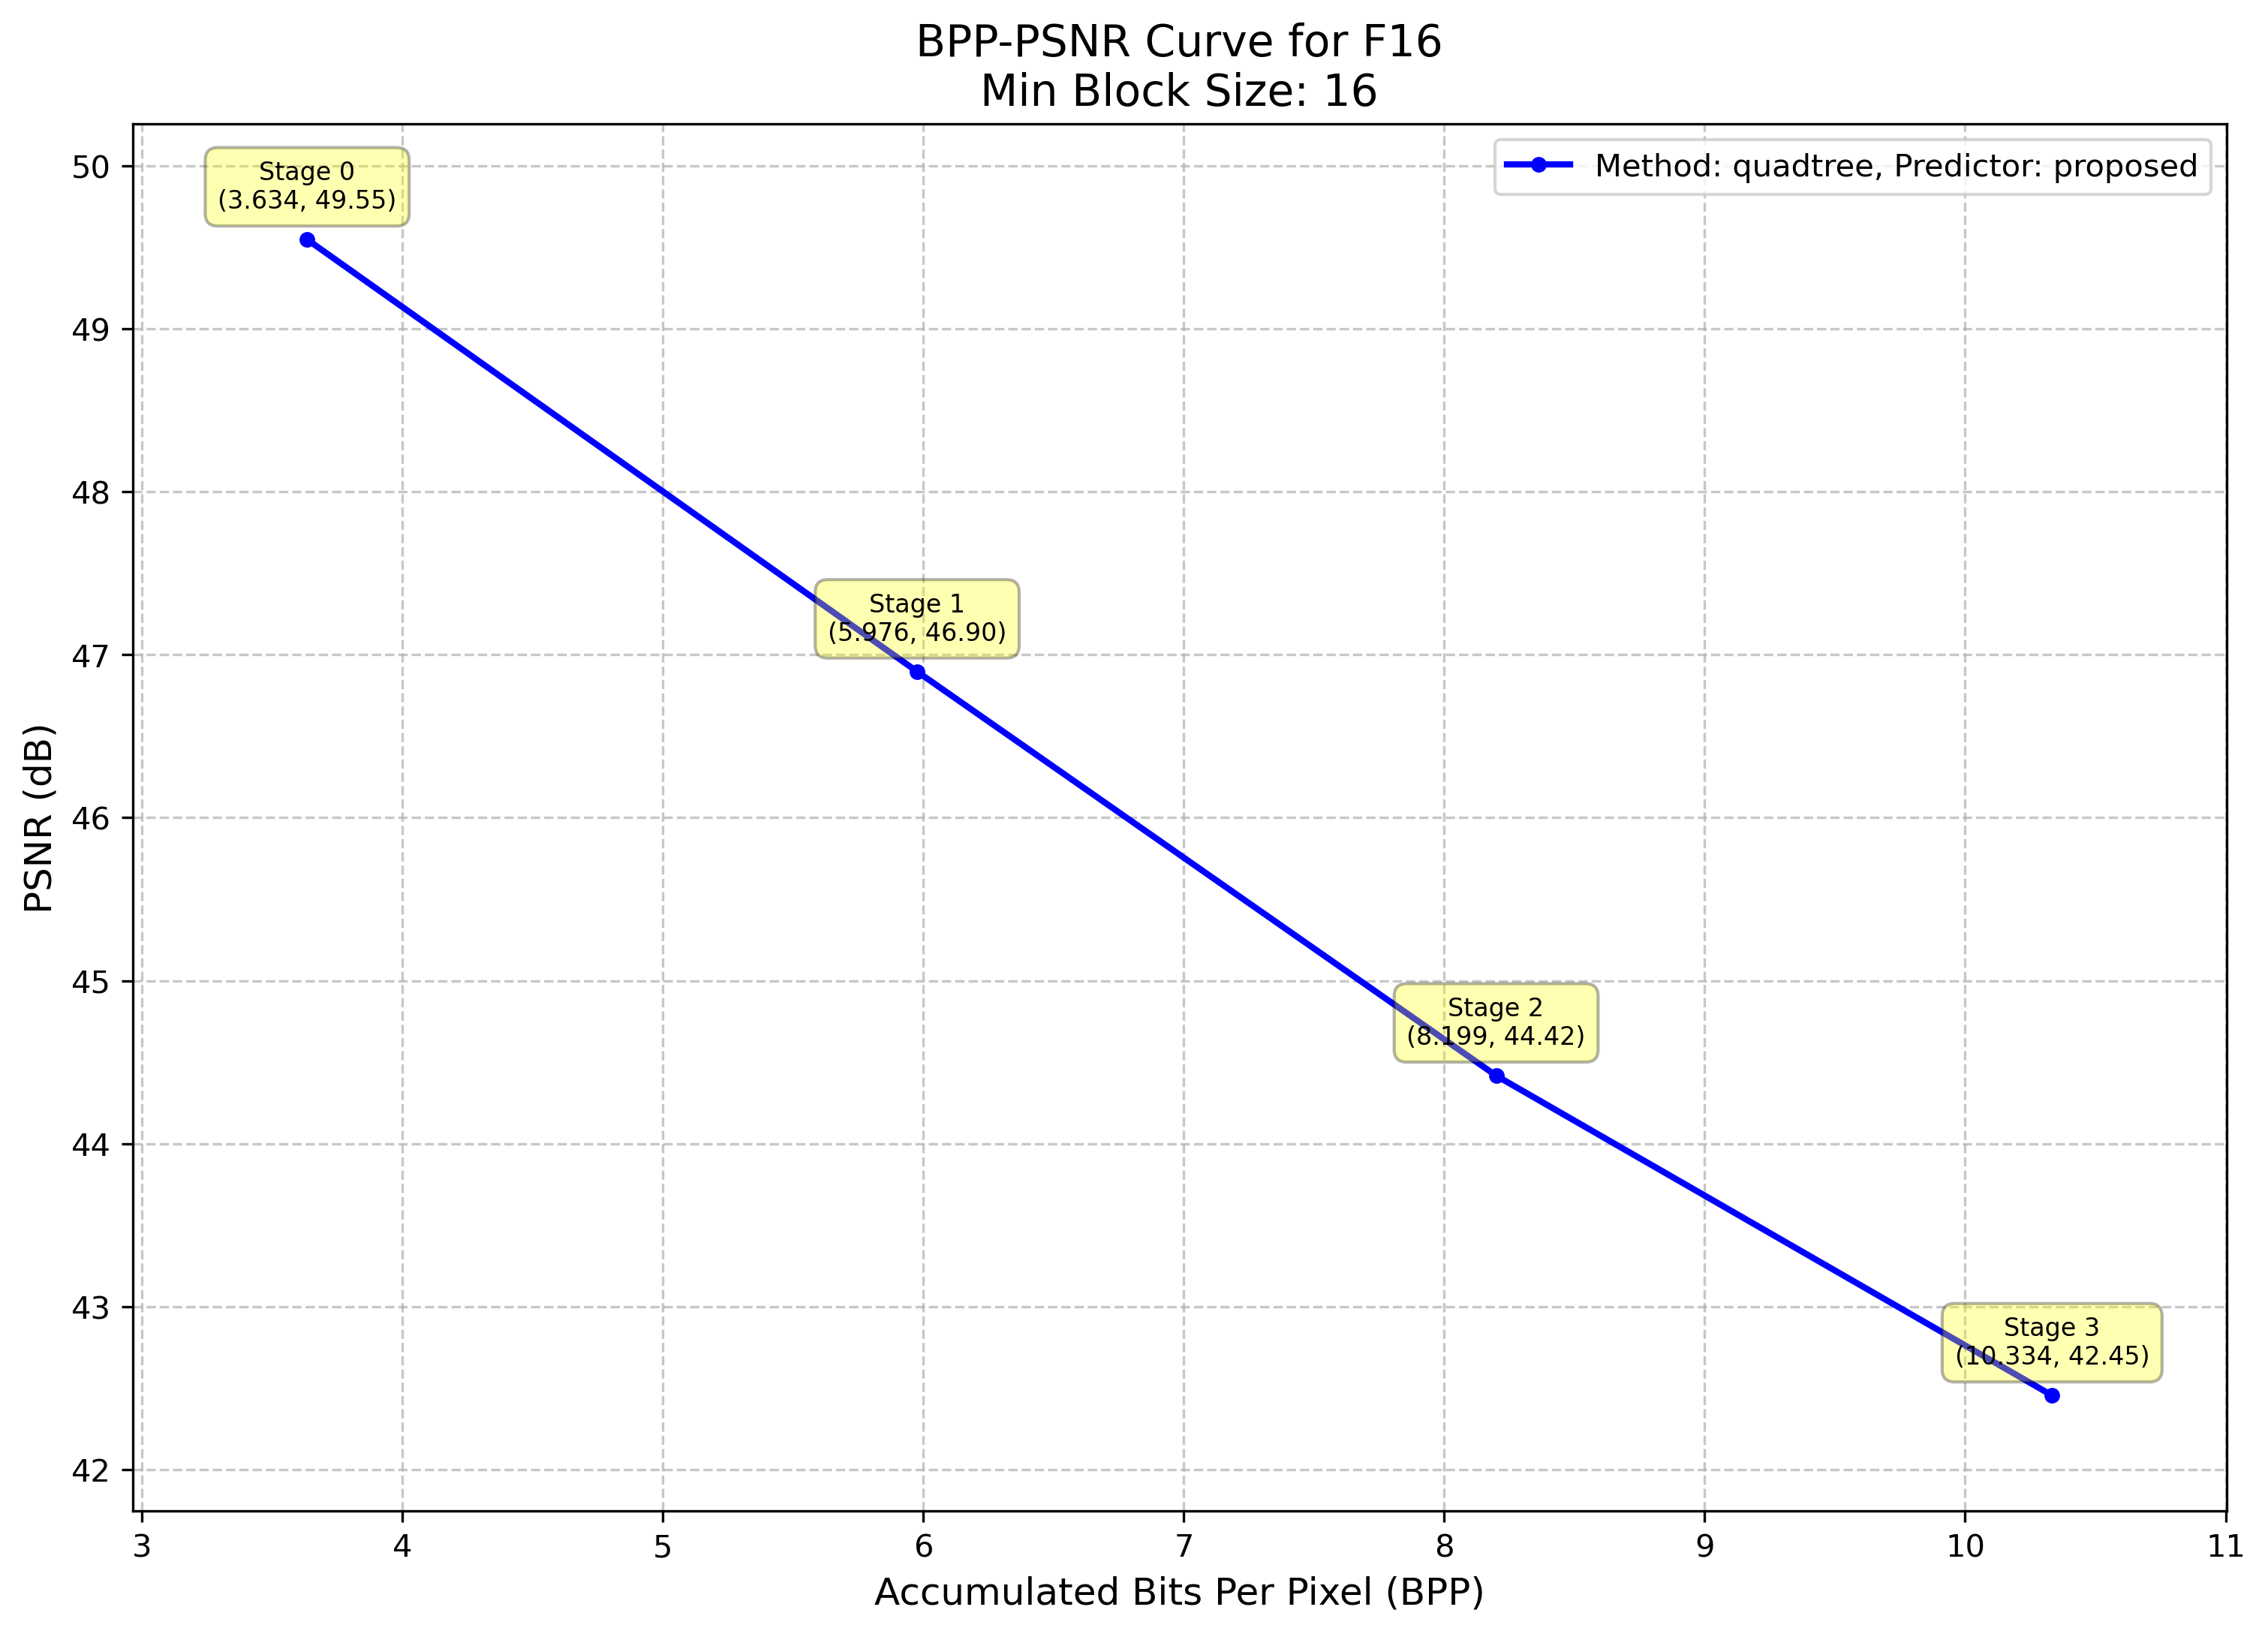 BPP-PSNR Curve for F16
Min Block Size: 16
Method: quadtree, Predictor: proposed
Stage 0
(3.634, 49.55)
Stage 1
(5.976, 46.90)
Stage 2
(8.199, 44.42)
Stage 3
(10.334, 42.45)
50
49
48
47
46
45
44
43
42
PSNR (dB)
3 4 5 6 7 8 9 10 11
Accumulated Bits Per Pixel (BPP)